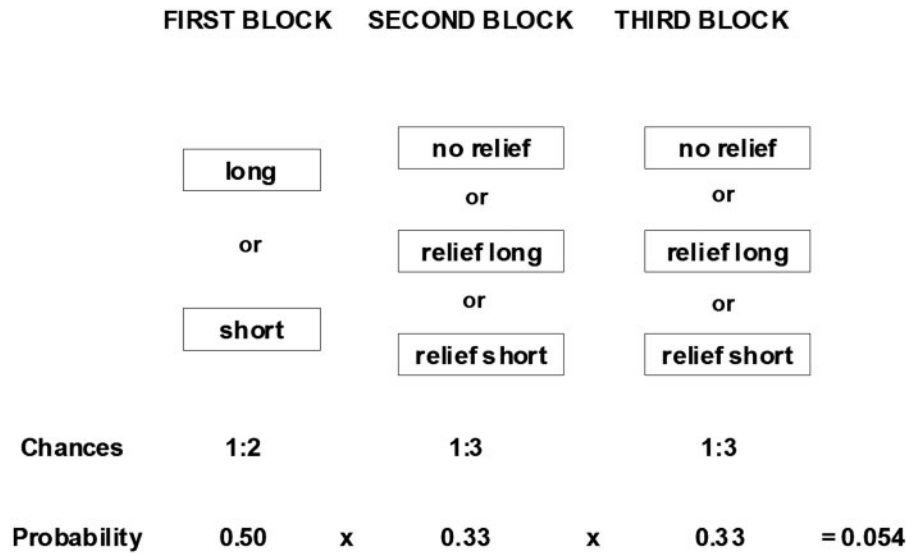 FIRST BLOCK SECOND BLOCK THIRD BLOCK
long no relief no relief
or or
or relief long relief long
or or
short relief short relief short
Chances 1:2 1:3 1:3
Probability 0.50 x 0.33 x 0.33 = 0.054